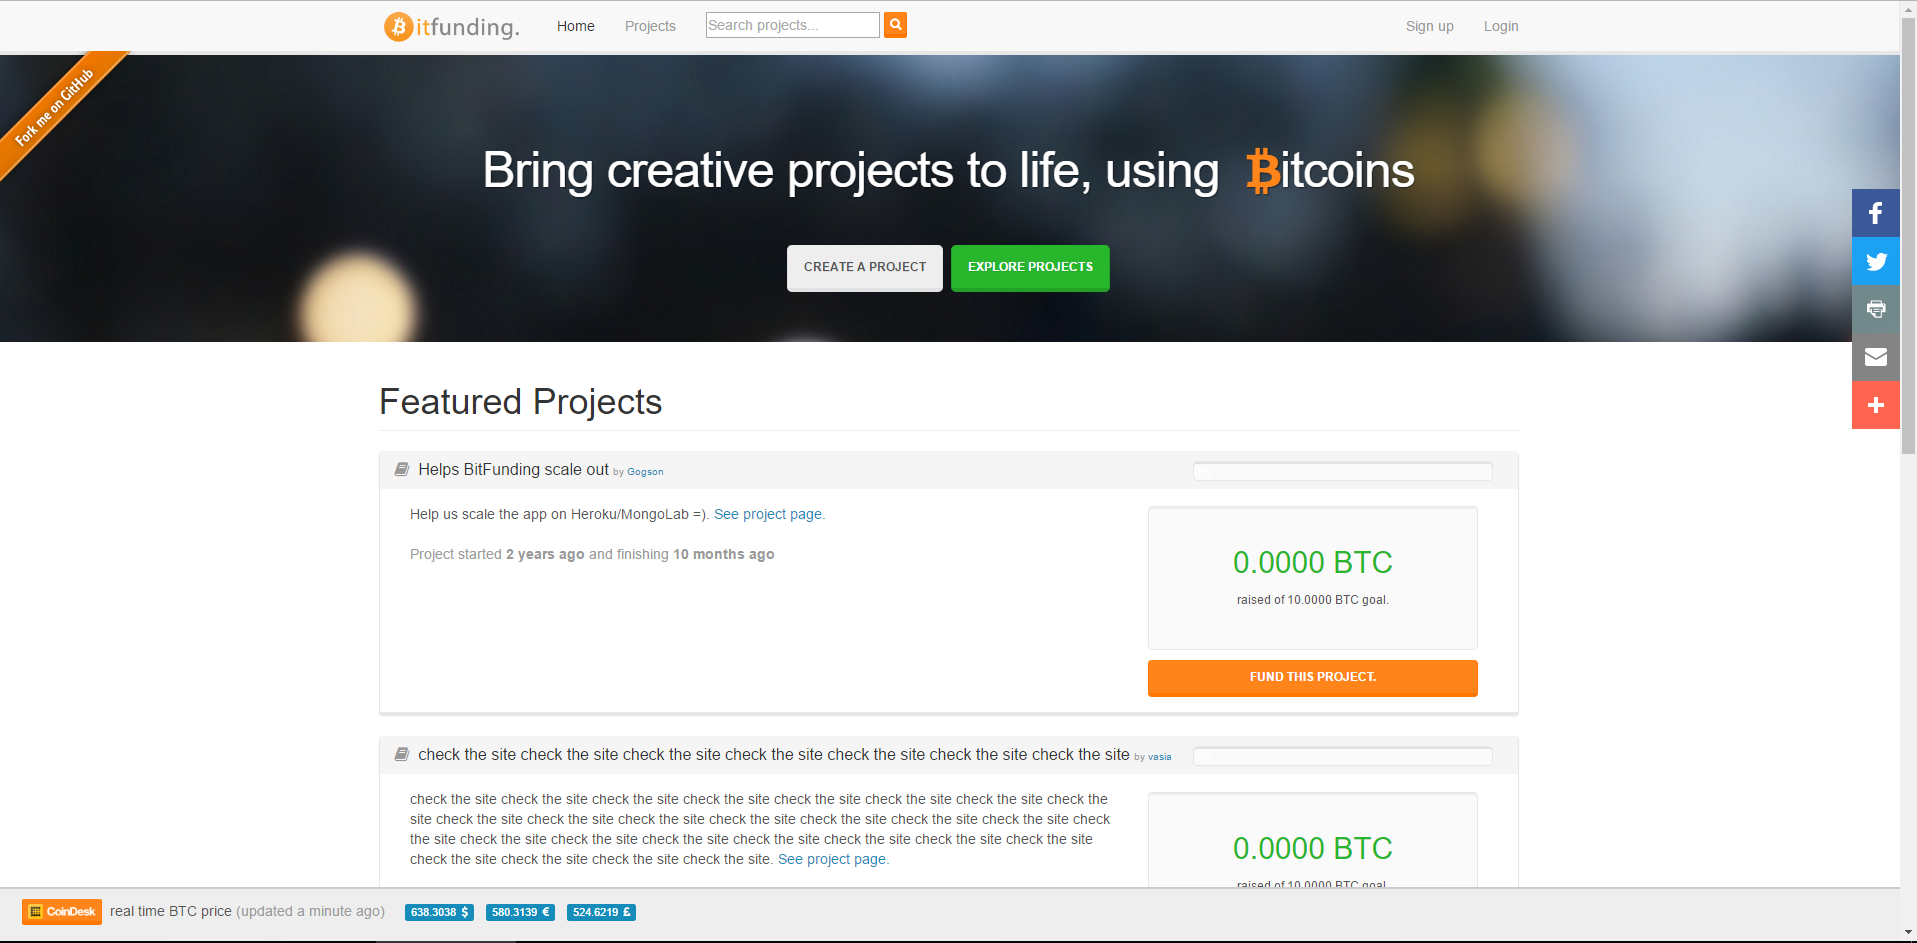 itfunding.
Home
Projects
Search projects...
Sign up
Login
Fork me on GitHub
Bring creative projects to life, using Bitcoins
CREATE A PROJECT
EXPLORE PROJECTS
Featured Projects
Helps BitFunding scale out by Gogson
Help us scale the app on Heroku/MongoLab =). See project page.
Project started 2 years ago and finishing 10 months ago
0.0000 BTC
raised of 10.0000 BTC goal.
FUND THIS PROJECT.
check the site check the site check the site check the site check the site check the site check the site by vasia
check the site check the site check the site check the site check the site check the site check the site check the
site check the site check the site check the site check the site check the site check the site check the site check
the site check the site check the site check the site check the site check the site check the site check the site
check the site check the site check the site check the site. See project page.
0.0000 BTC
raised of 10.0000 BTC goal.
CoinDesk real time BTC price (updated a minute ago) 638.3038 $ 580.3139 € 524.6219 £